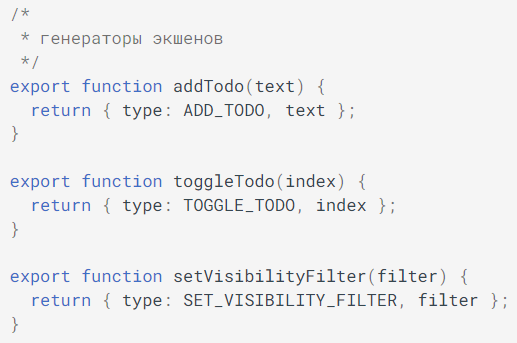 /*
 * генераторы экшенов
 */
export function addTodo(text) {
  return { type: ADD_TODO, text };
}

export function toggleTodo(index) {
  return { type: TOGGLE_TODO, index };
}

export function setVisibilityFilter(filter) {
  return { type: SET_VISIBILITY_FILTER, filter };
}